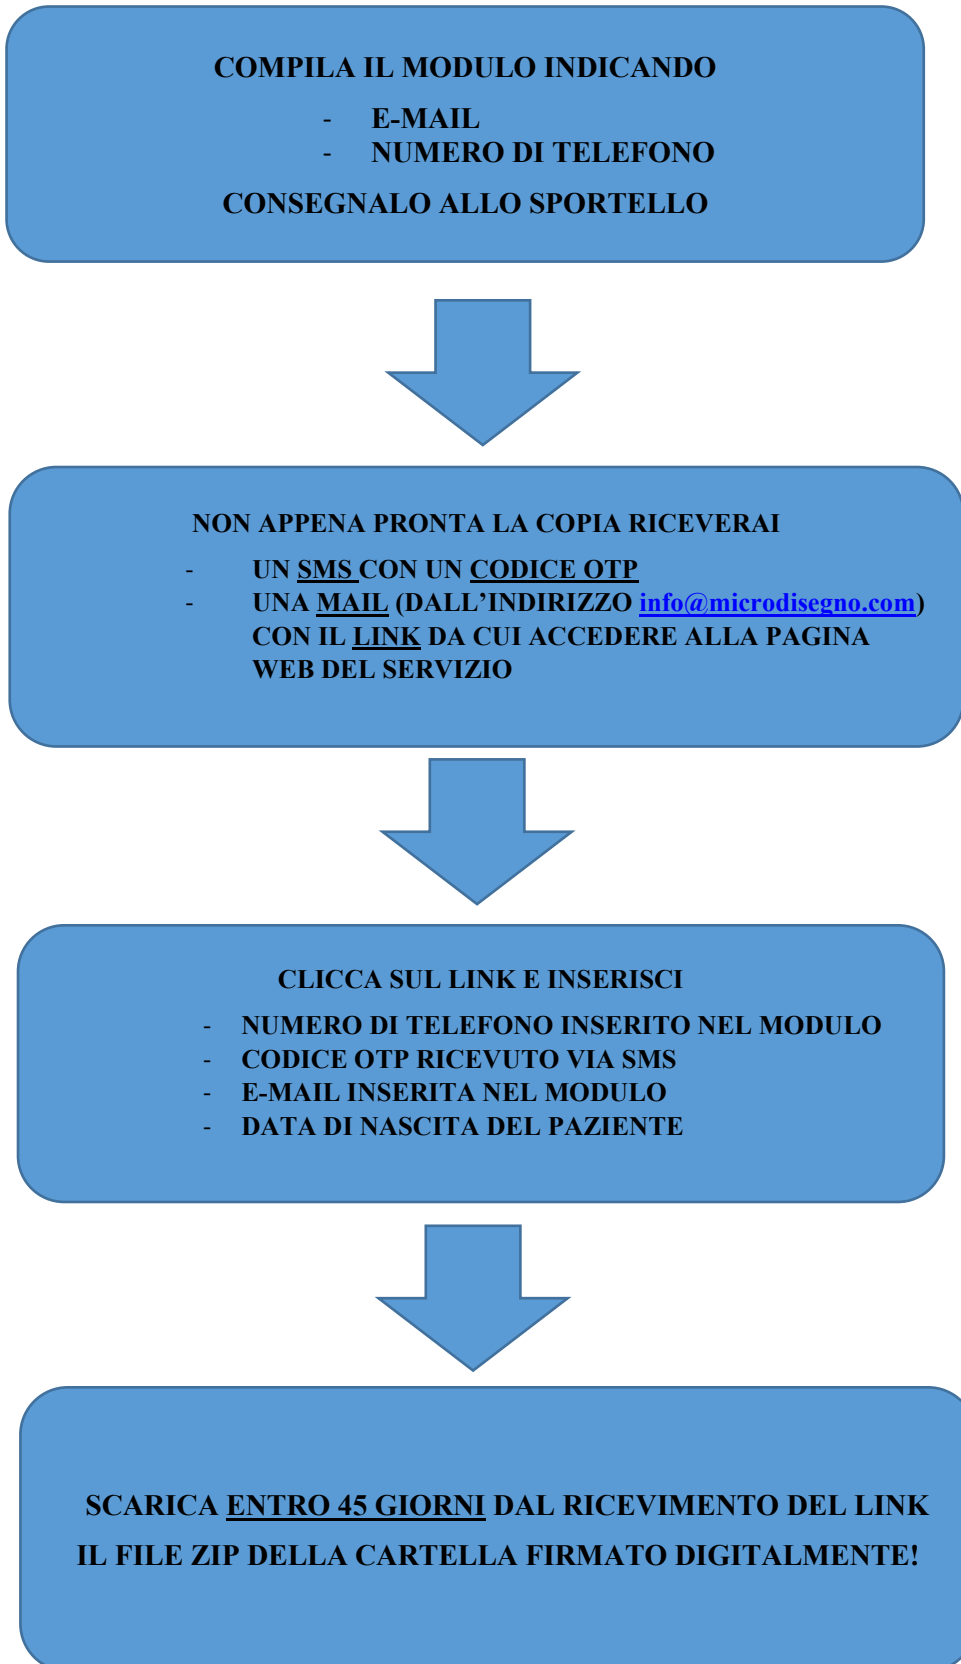 COMPILA IL MODULO INDICANDO
- E-MAIL
- NUMERO DI TELEFONO
CONSEGNALO ALLO SPORTELLO
NON APPENA PRONTA LA COPIA RICEVERAI
- UN SMS CON UN CODICE OTP
- UNA MAIL (DALL’INDIRIZZO info@microdisegno.com)
CON IL LINK DA CUI ACCEDERE ALLA PAGINA
WEB DEL SERVIZIO
CLICCA SUL LINK E INSERISCI
- NUMERO DI TELEFONO INSERITO NEL MODULO
- CODICE OTP RICEVUTO VIA SMS
- E-MAIL INSERITA NEL MODULO
- DATA DI NASCITA DEL PAZIENTE
SCARICA ENTRO 45 GIORNI DAL RICEVIMENTO DEL LINK
IL FILE ZIP DELLA CARTELLA FIRMATO DIGITALMENTE!